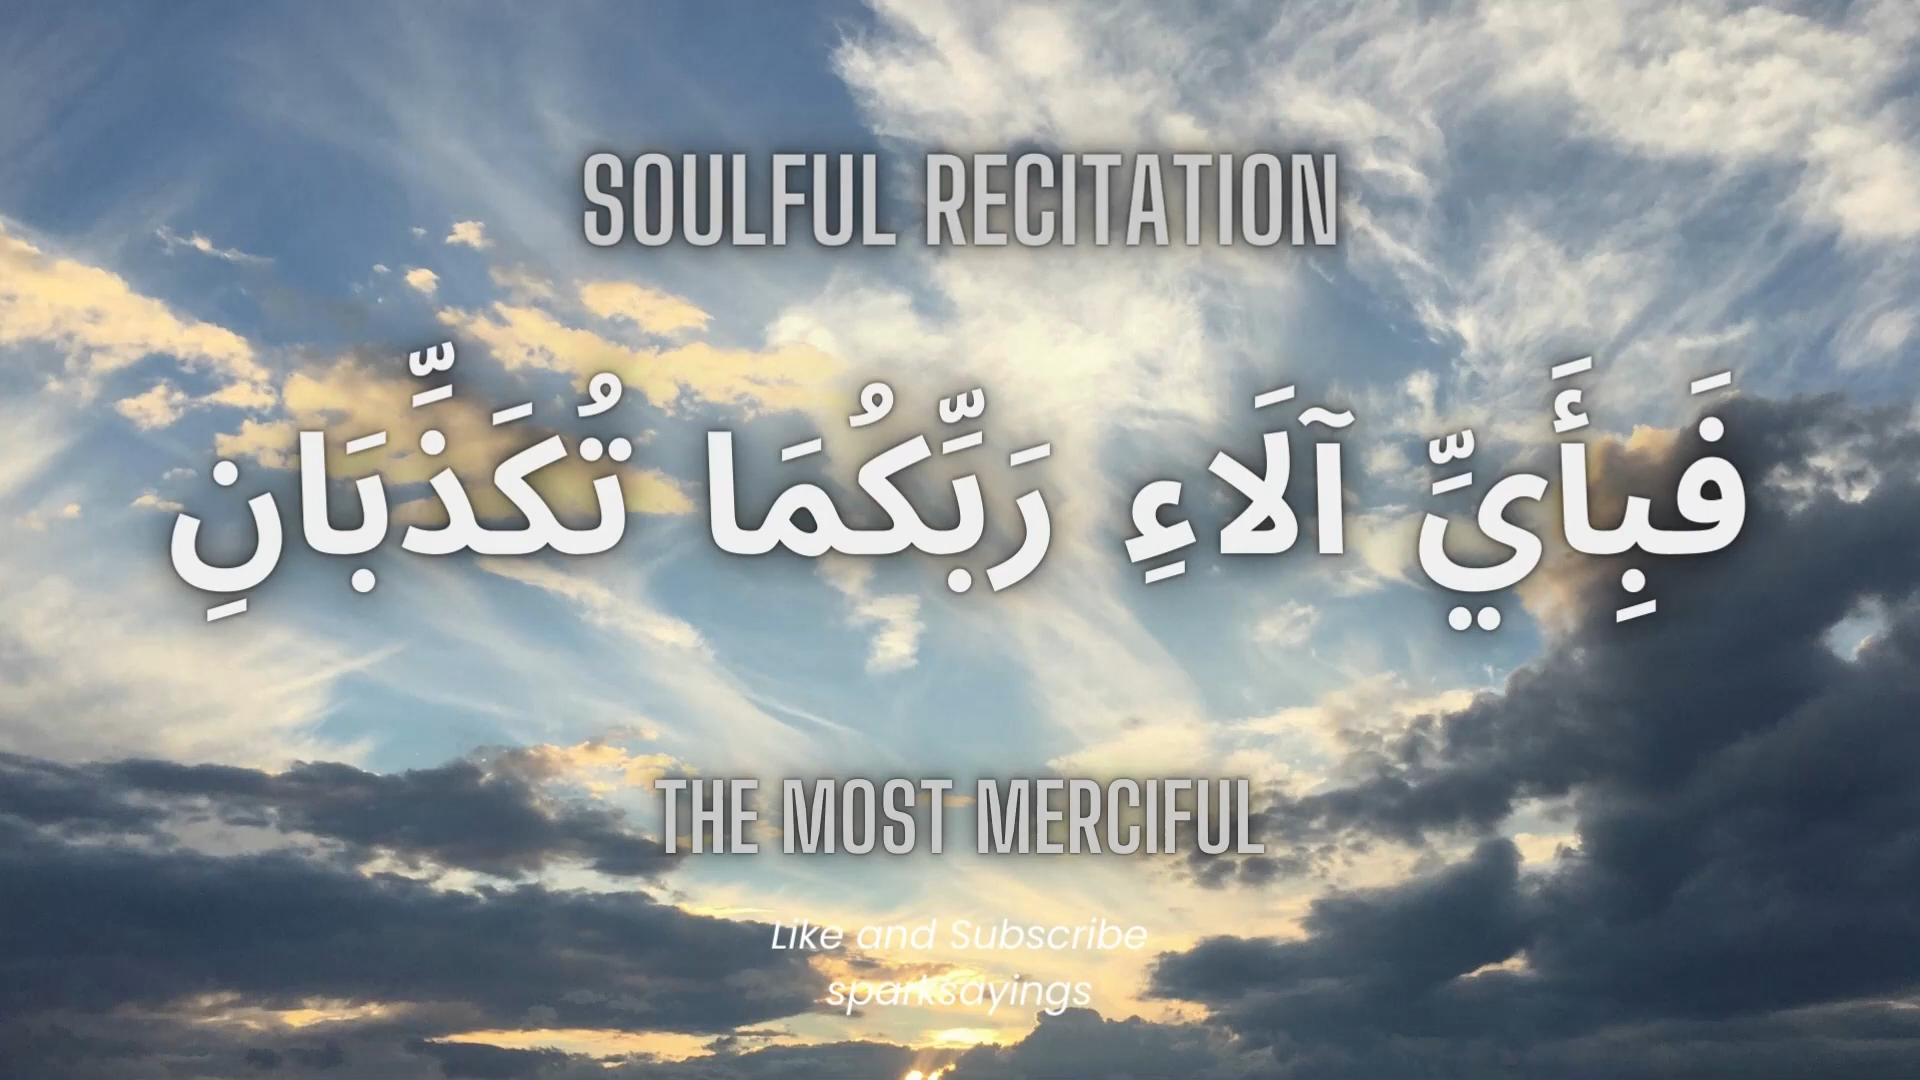 SOULFUL RECITATION
فَبِأَيِّ آلَاءِ رَبِّكُمَا تُكَذِّبَانِ
THE MOST MERCIFUL
Like and Subscribe
sparksayings